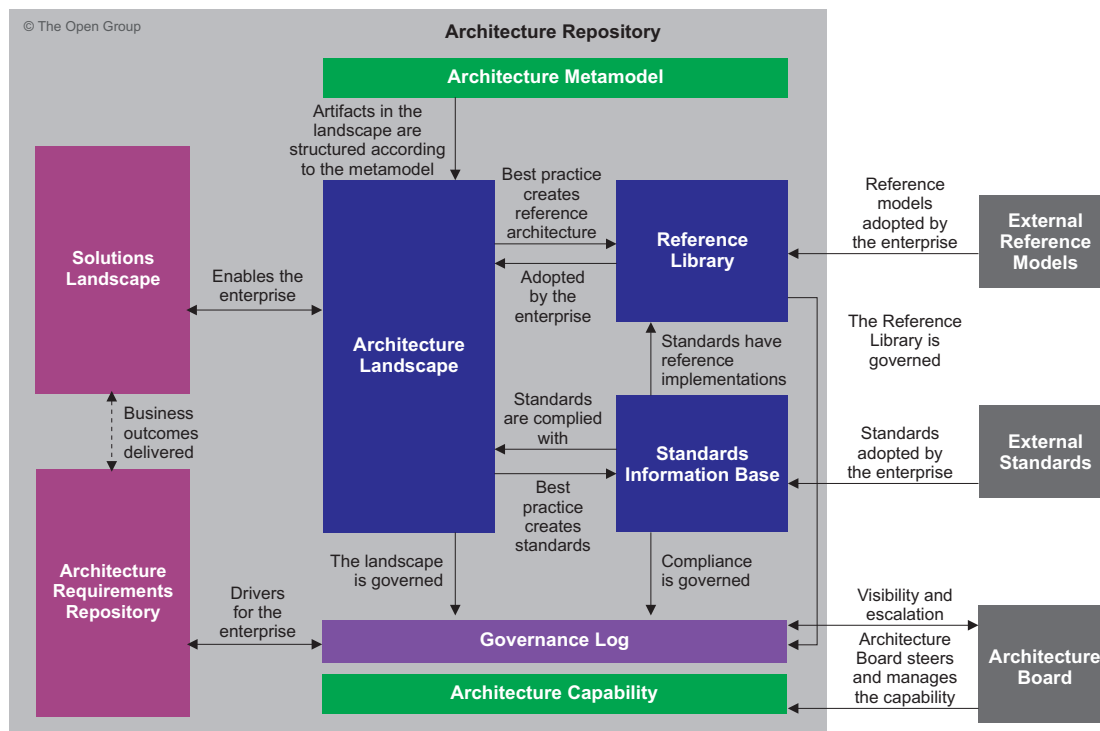 © The Open Group
Architecture Repository
Architecture Metamodel
Artifacts in the
landscape are
structured according
to the metamodel
Solutions
Landscape
Enables the
enterprise
Architecture
Landscape
Best practice
creates
reference
architecture
Adopted
by the
enterprise
Reference
Library
Reference
models
adopted by
the enterprise
External
Reference
Models
The Reference
Library is
governed
Standards have
reference
implementations
Business
outcomes
delivered
Standards
are complied
with
Best
practice
creates
standards
Standards
Information Base
Standards
adopted by
the enterprise
External
Standards
Architecture
Requirements
Repository
The landscape
is governed
Compliance
is governed
Drivers
for the
enterprise
Governance Log
Visibility and
escalation
Architecture
Board steers
and manages
the capability
Architecture
Board
Architecture Capability